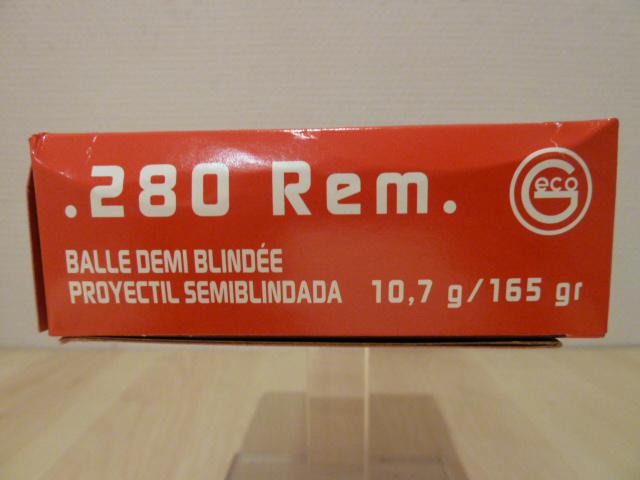 .280 Rem.
Geco
BALLE DEMI BLINDÉE
PROYECTIL SEMIBLINDADA 10,7 g/165 gr